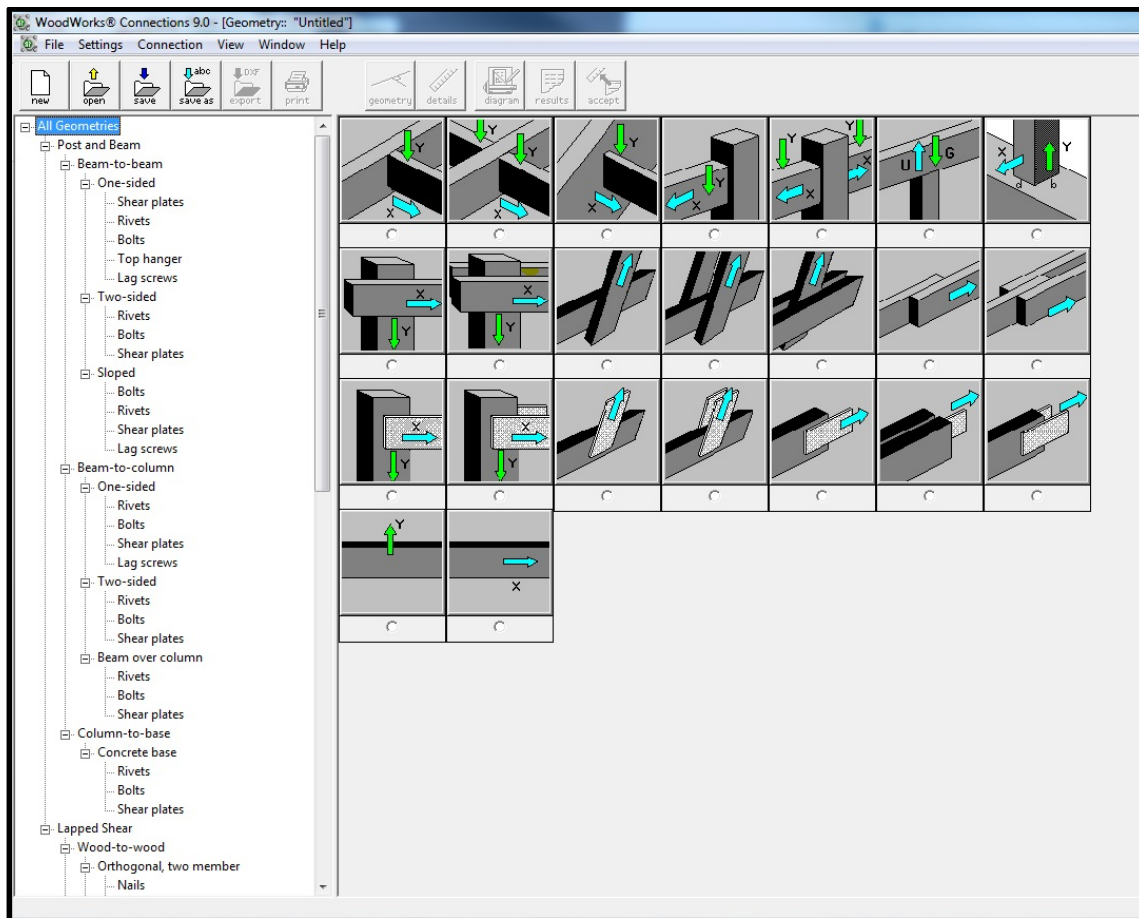 WoodWorks® Connections 9.0 - [Geometry:: "Untitled"]
File Settings Connection View Window Help
new open save abc save as DXF export print geometry details diagram results accept
All Geometries
Post and Beam
Beam-to-beam
One-sided
Shear plates
Rivets
Bolts
Top hanger
Lag screws
Two-sided
Rivets
Bolts
Shear plates
Sloped
Bolts
Rivets
Shear plates
Lag screws
Beam-to-column
One-sided
Rivets
Bolts
Shear plates
Lag screws
Two-sided
Rivets
Bolts
Shear plates
Beam over column
Rivets
Bolts
Shear plates
Column-to-base
Concrete base
Rivets
Bolts
Shear plates
Lapped Shear
Wood-to-wood
Orthogonal, two member
Nails
Y X
Y Y Y X
Y X
Y X
Y Y X X
U G
X Y d b
X Y
X Y
X Y
X Y
Y
X